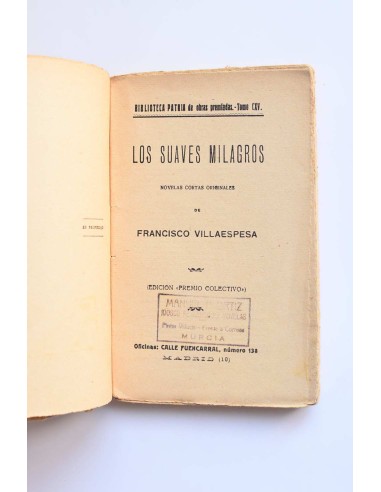 BIBLIOTECA PATRIA de obras premiadas.-Tomo CXV.
LOS SUAVES MILAGROS
NOVELAS CORTAS ORIGINALES
DE
FRANCISCO VILLAESPESA
(EDICIÓN «PREMIO COLECTIVO»)
MURCIA
Oficinas: CALLE FUENCARRAL, número 138
MADRID (10)